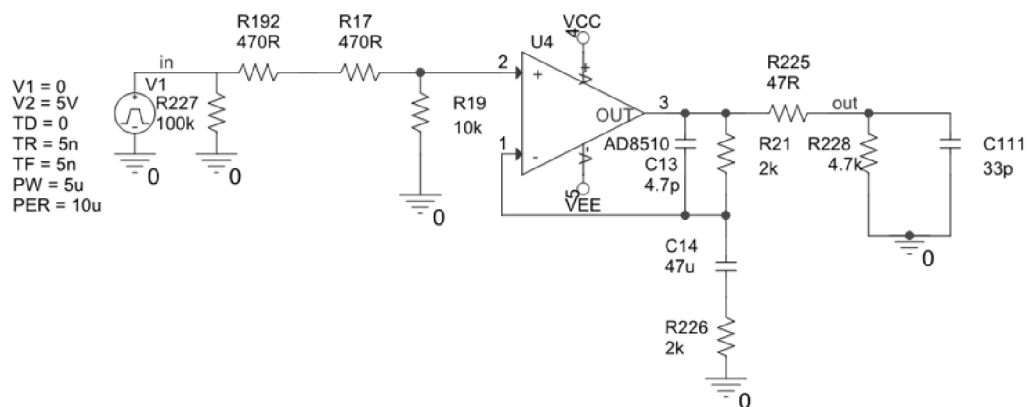 R192
470R
R17
470R
in
V1
R227
100k
0
0
V1 = 0
V2 = 5V
TD = 0
TR = 5n
TF = 5n
PW = 5u
PER = 10u
R19
10k
0
U4
VCC
4
2
+
+
1
-
-
OUT
3
5
VEE
AD8510
C13
4.7p
R21
2k
R225
47R
out
R228
4.7k
C111
33p
0
C14
47u
R226
2k
0